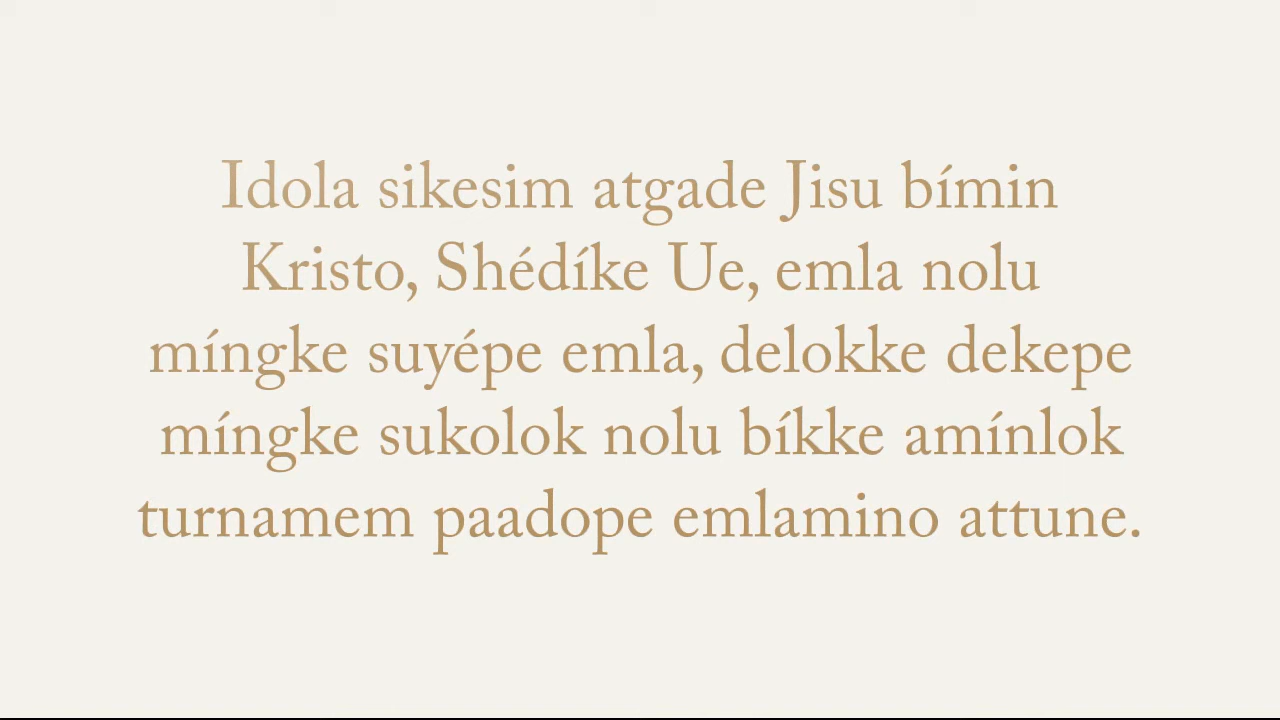 Idola sikesim atgade Jisu bímin
Kristo, Shédíke Ue, emla nolu
míngke suyépe emla, delokke dekepe
míngke sukolok nolu bíkke amínlok
turnamem paadope emlamino attune.